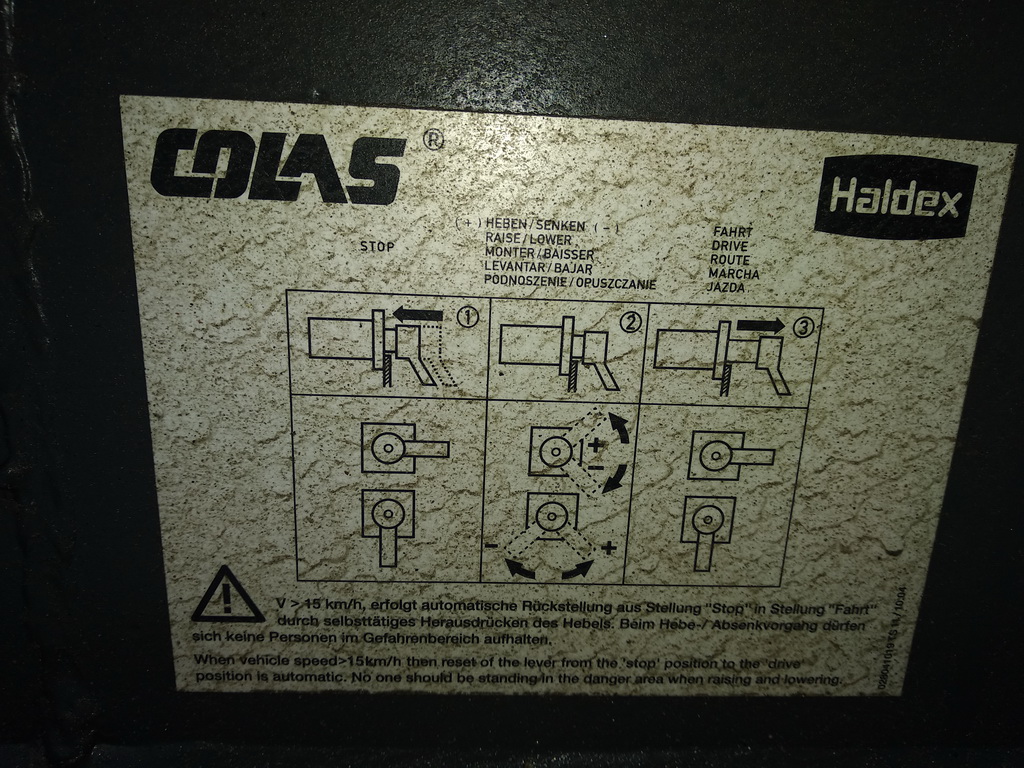 COLAS ®
Haldex
STOP
(+) HEBEN/SENKEN (-)
RAISE/LOWER
MONTER/BAISSER
LEVANTAR/BAJAR
PODNOSZENIE/OPUSZCZANIE
FAHRT
DRIVE
ROUTE
MARCHA
JAZDA
1
2
3
+
-
- +
V > 15 km/h, erfolgt automatische Rückstellung aus Stellung "Stop" in Stellung "Fahrt"
durch selbsttätiges Herausdrücken des Hebels. Beim Hebe-/ Absenkvorgang dürfen
sich keine Personen im Gefahrenbereich aufhalten.
When vehicle speed>15km/h then reset of the lever from the 'stop' position to the 'drive'
position is automatic. No one should be standing in the danger area when raising and lowering.